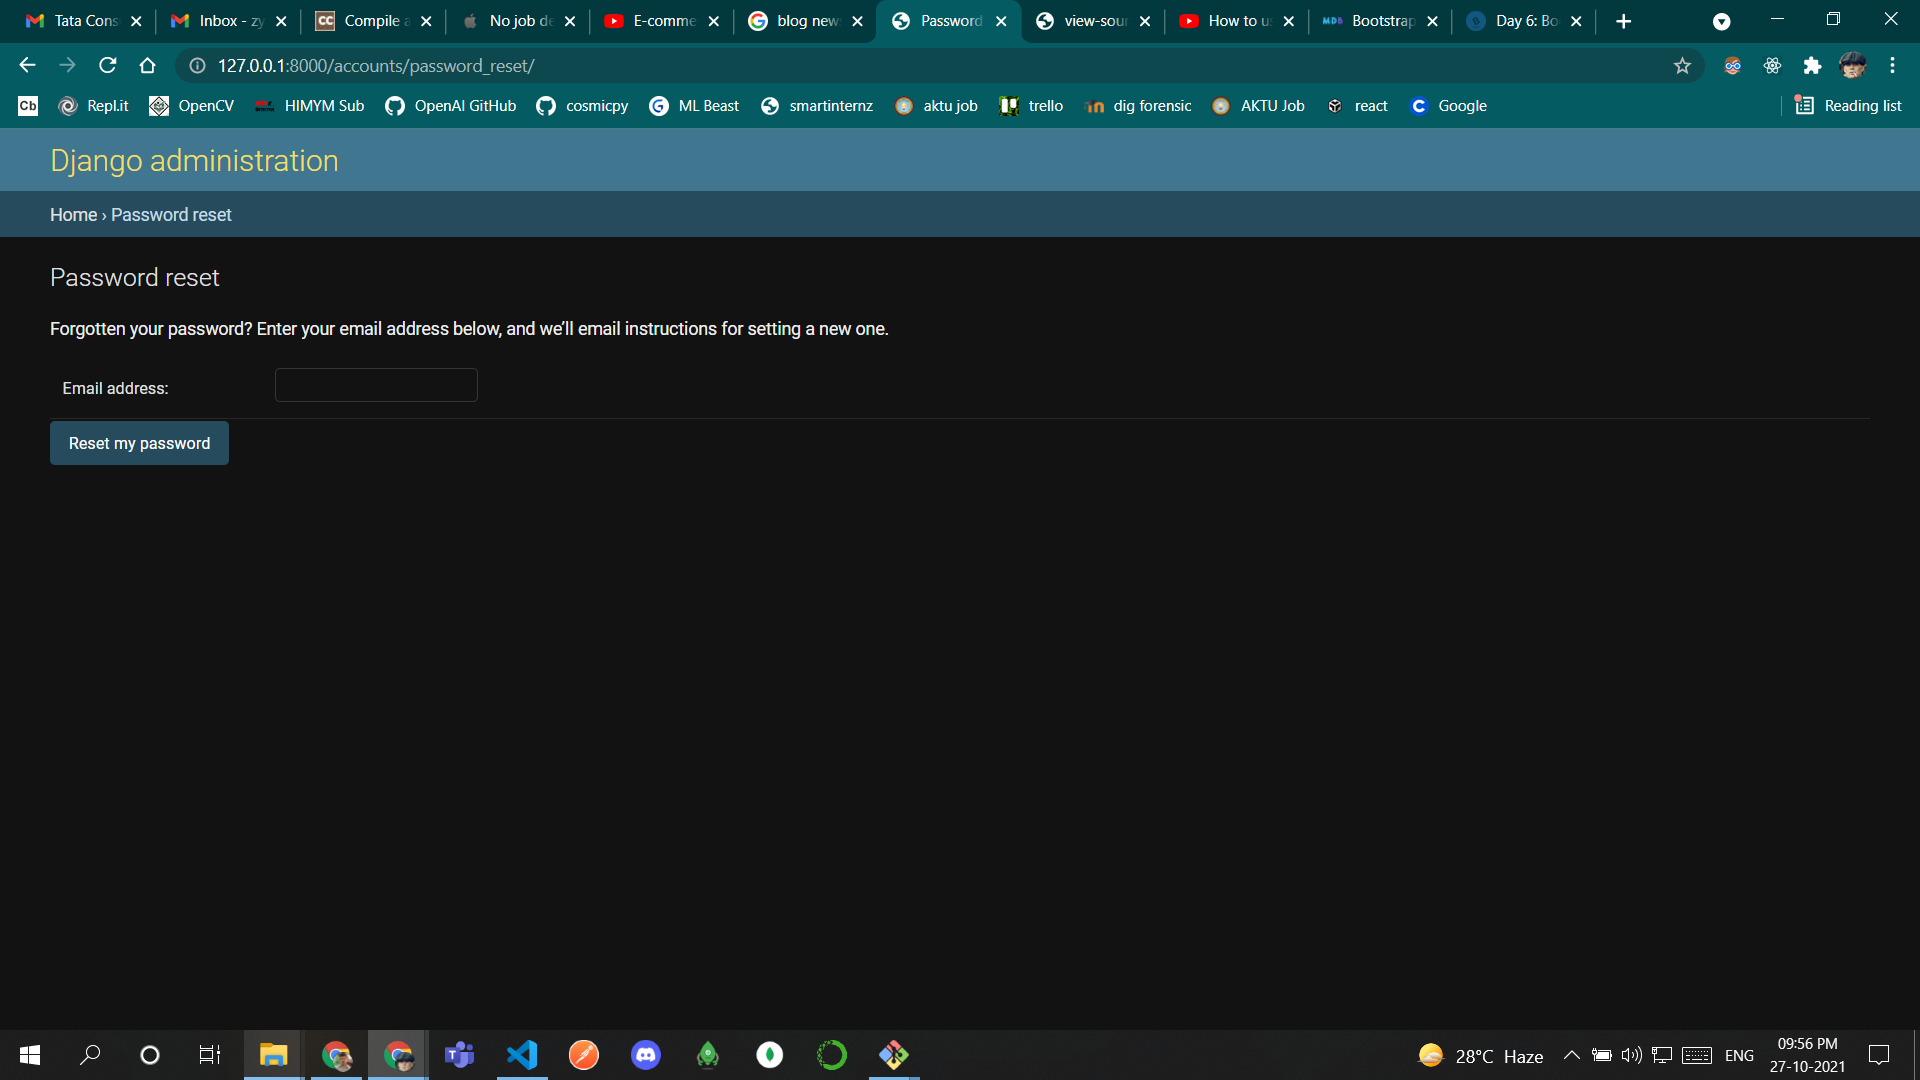 Tata Cons
Inbox - zy
Compile a
No job de
E-comme
blog new
Password
view-sour
How to u
MDB Bootstrap
Day 6: Bo
127.0.0.1:8000/accounts/password_reset/
Cb
Repl.it
OpenCV
HIMYM Sub
OpenAI GitHub
cosmicpy
ML Beast
smartinternz
aktu job
trello
dig forensic
AKTU Job
react
Google
Reading list
Django administration
Home › Password reset
Password reset
Forgotten your password? Enter your email address below, and we’ll email instructions for setting a new one.
Email address:
Reset my password
28°C Haze
ENG
09:56 PM
27-10-2021